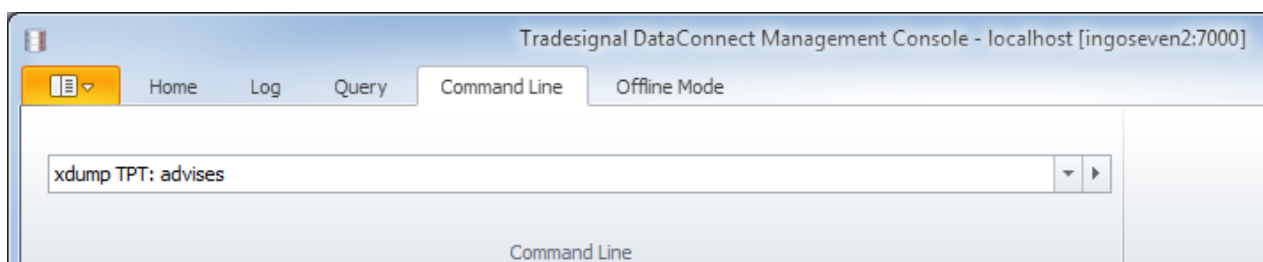 Tradesignal DataConnect Management Console - localhost [ingoseven2:7000]
Home Log Query Command Line Offline Mode
xdump TPT: advises
Command Line